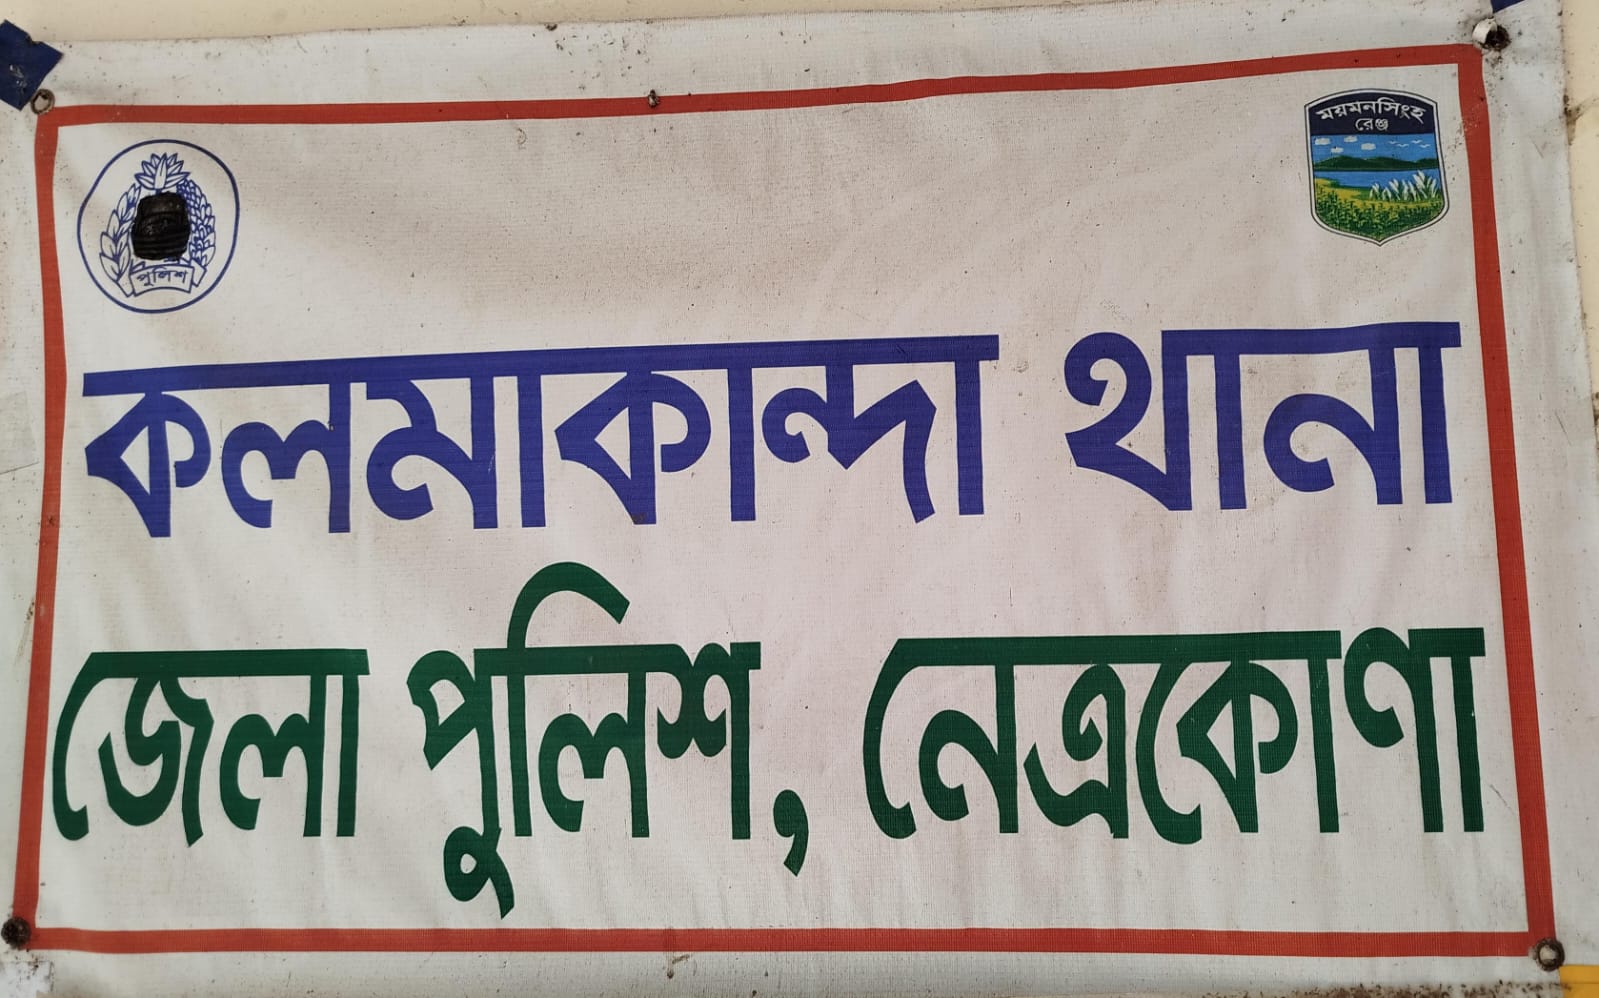 পুলিশ
ময়মনসিংহ
রেঞ্জ
কলমাকান্দা থানা
জেলা পুলিশ, নেত্রকোণা